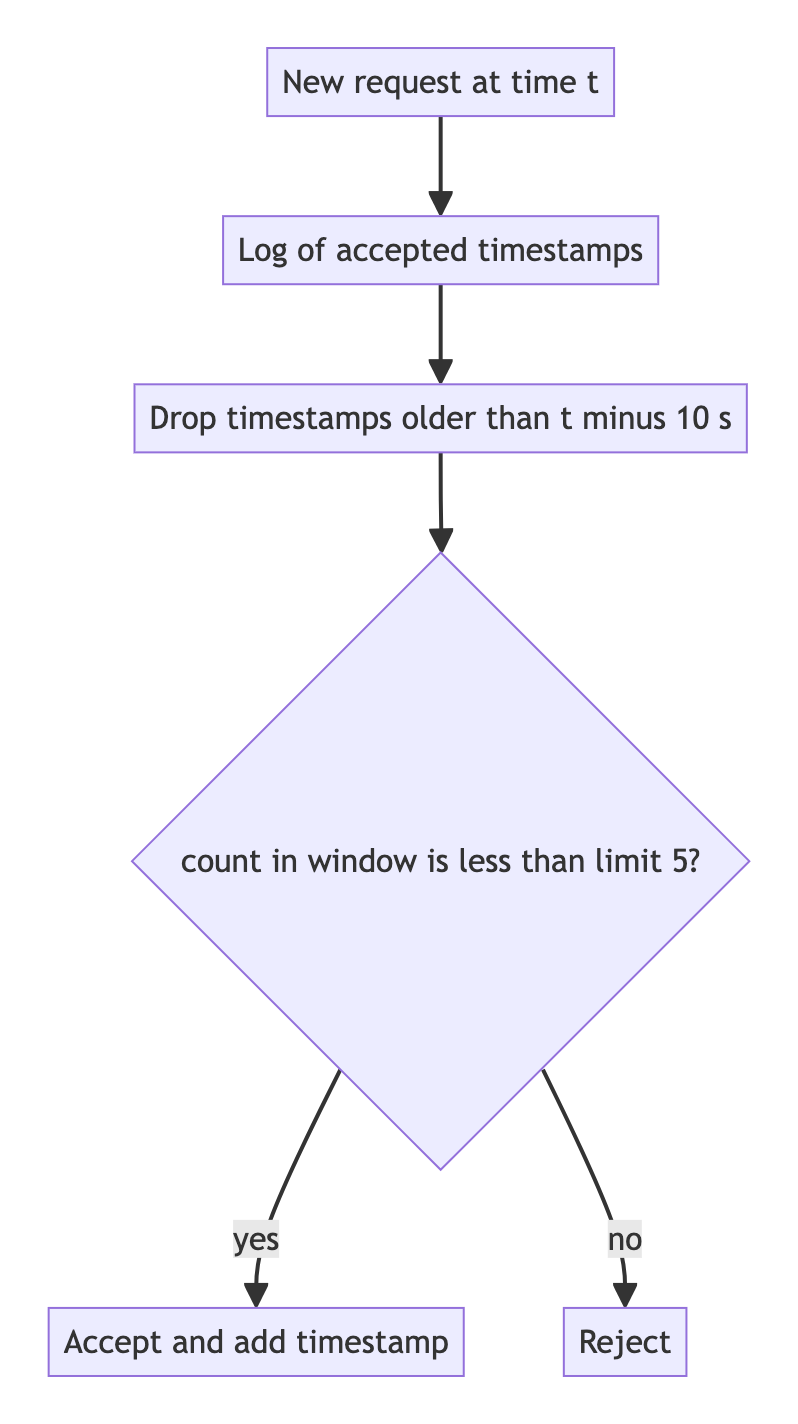 New request at time t
Log of accepted timestamps
Drop timestamps older than t minus 10 s
count in window is less than limit 5?
yes
no
Accept and add timestamp
Reject